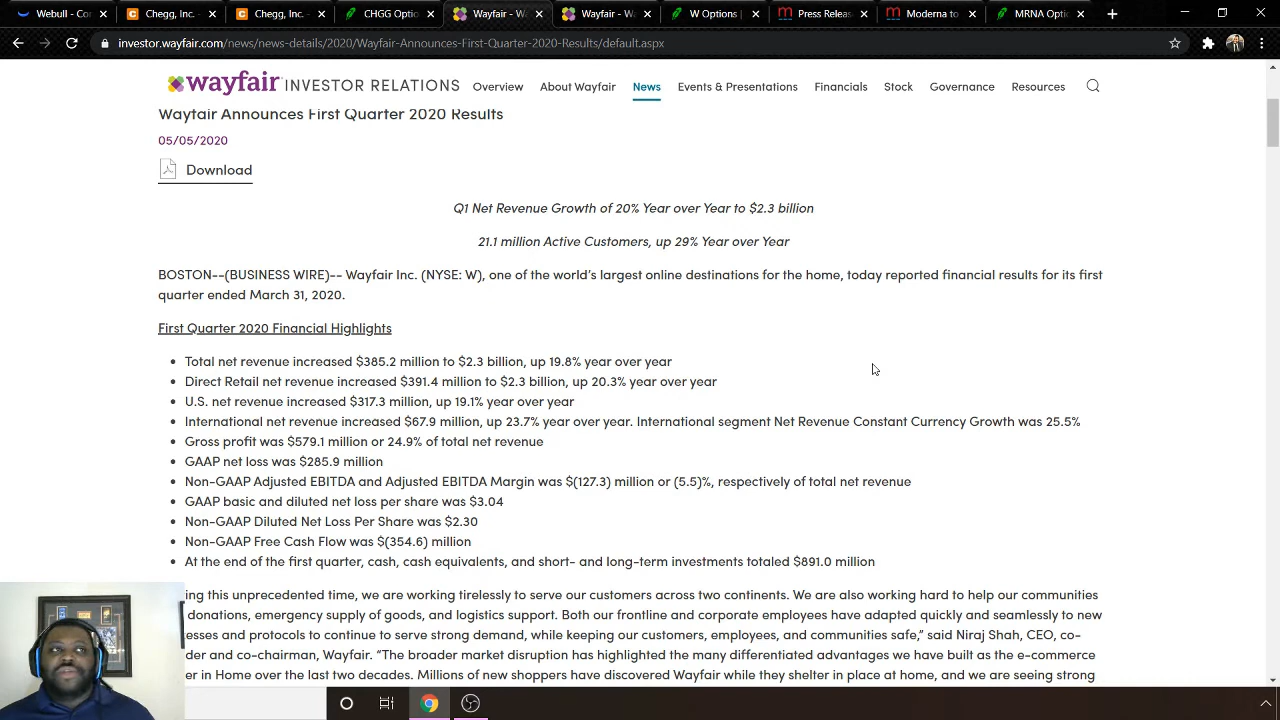 Webull - Co
Chegg, Inc. -
Chegg, Inc. -
CHGG Optio
Wayfair - W
Wayfair - W
W Options |
Press Releas
Moderna to
MRNA Optio
investor.wayfair.com/news/news-details/2020/Wayfair-Announces-First-Quarter-2020-Results/default.aspx
wayfair INVESTOR RELATIONS Overview About Wayfair News Events & Presentations Financials Stock Governance Resources
Wayfair Announces First Quarter 2020 Results
05/05/2020
Download
Q1 Net Revenue Growth of 20% Year over Year to $2.3 billion
21.1 million Active Customers, up 29% Year over Year
BOSTON--(BUSINESS WIRE)-- Wayfair Inc. (NYSE: W), one of the world's largest online destinations for the home, today reported financial results for its first
quarter ended March 31, 2020.
First Quarter 2020 Financial Highlights
• Total net revenue increased $385.2 million to $2.3 billion, up 19.8% year over year
• Direct Retail net revenue increased $391.4 million to $2.3 billion, up 20.3% year over year
• U.S. net revenue increased $317.3 million, up 19.1% year over year
• International net revenue increased $67.9 million, up 23.7% year over year. International segment Net Revenue Constant Currency Growth was 25.5%
• Gross profit was $579.1 million or 24.9% of total net revenue
• GAAP net loss was $285.9 million
• Non-GAAP Adjusted EBITDA and Adjusted EBITDA Margin was $(127.3) million or (5.5)%, respectively of total net revenue
• GAAP basic and diluted net loss per share was $3.04
• Non-GAAP Diluted Net Loss Per Share was $2.30
• Non-GAAP Free Cash Flow was $(354.6) million
• At the end of the first quarter, cash, cash equivalents, and short- and long-term investments totaled $891.0 million
ing this unprecedented time, we are working tirelessly to serve our customers across two continents. We are also working hard to help our communities
donations, emergency supply of goods, and logistics support. Both our frontline and corporate employees have adapted quickly and seamlessly to new
esses and protocols to continue to serve strong demand, while keeping our customers, employees, and communities safe," said Niraj Shah, CEO, co-
der and co-chairman, Wayfair. "The broader market disruption has highlighted the many differentiated advantages we have built as the e-commerce
er in Home over the last two decades. Millions of new shoppers have discovered Wayfair while they shelter in place at home, and we are seeing strong